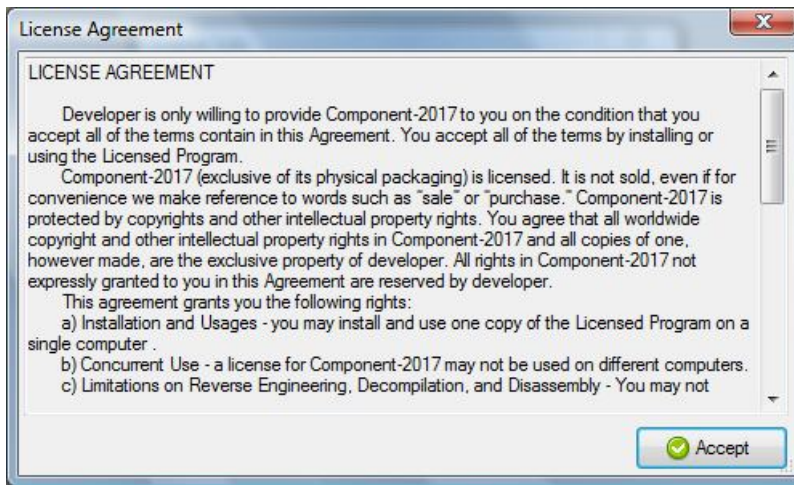 License Agreement
LICENSE AGREEMENT
Developer is only willing to provide Component-2017 to you on the condition that you
accept all of the terms contain in this Agreement. You accept all of the terms by installing or
using the Licensed Program.
Component-2017 (exclusive of its physical packaging) is licensed. It is not sold, even if for
convenience we make reference to words such as "sale" or "purchase." Component-2017 is
protected by copyrights and other intellectual property rights. You agree that all worldwide
copyright and other intellectual property rights in Component-2017 and all copies of one,
however made, are the exclusive property of developer. All rights in Component-2017 not
expressly granted to you in this Agreement are reserved by developer.
This agreement grants you the following rights:
a) Installation and Usages - you may install and use one copy of the Licensed Program on a
single computer .
b) Concurrent Use - a license for Component-2017 may not be used on different computers.
c) Limitations on Reverse Engineering, Decompilation, and Disassembly - You may not
Accept